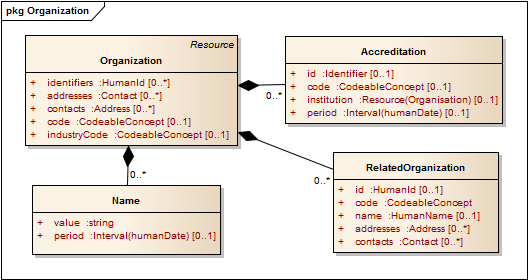 pkg Organization
Resource
Organization
+ identifiers :HumanId [0..*]
+ addresses :Contact [0..*]
+ contacts :Address [0..*]
+ code :CodeableConcept [0..1]
+ industryCode :CodeableConcept [0..1]
Accreditation
+ id :Identifier [0..1]
+ code :CodeableConcept [0..1]
+ institution :Resource(Organisation) [0..1]
+ period :Interval(humanDate) [0..1]
0..*
0..*
0..*
Name
+ value :string
+ period :Interval(humanDate) [0..1]
RelatedOrganization
+ id :HumanId [0..1]
+ code :CodeableConcept
+ name :HumanName [0..1]
+ addresses :Address [0..*]
+ contacts :Contact [0..*]